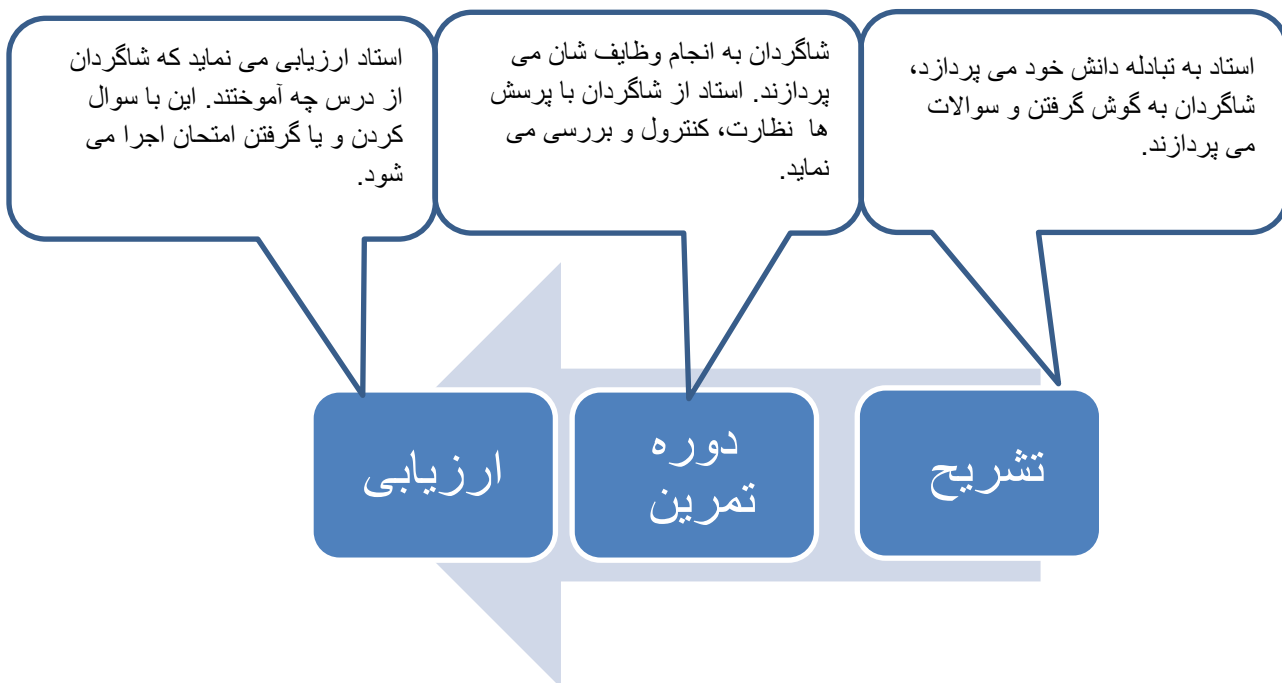 استاد به تبادله دانش خود می پردازد،
شاگردان به گوش گرفتن و سوالات
می پردازند.
شاگردان به انجام وظایف شان می
پردازند. استاد از شاگردان با پرسش
ها نظارت، کنترول و بررسی می
نماید.
استاد ارزیابی می نماید که شاگردان
از درس چه آموختند. این با سوال
کردن و یا گرفتن امتحان اجرا می
شود.
تشریح
دوره
تمرین
ارزیابی